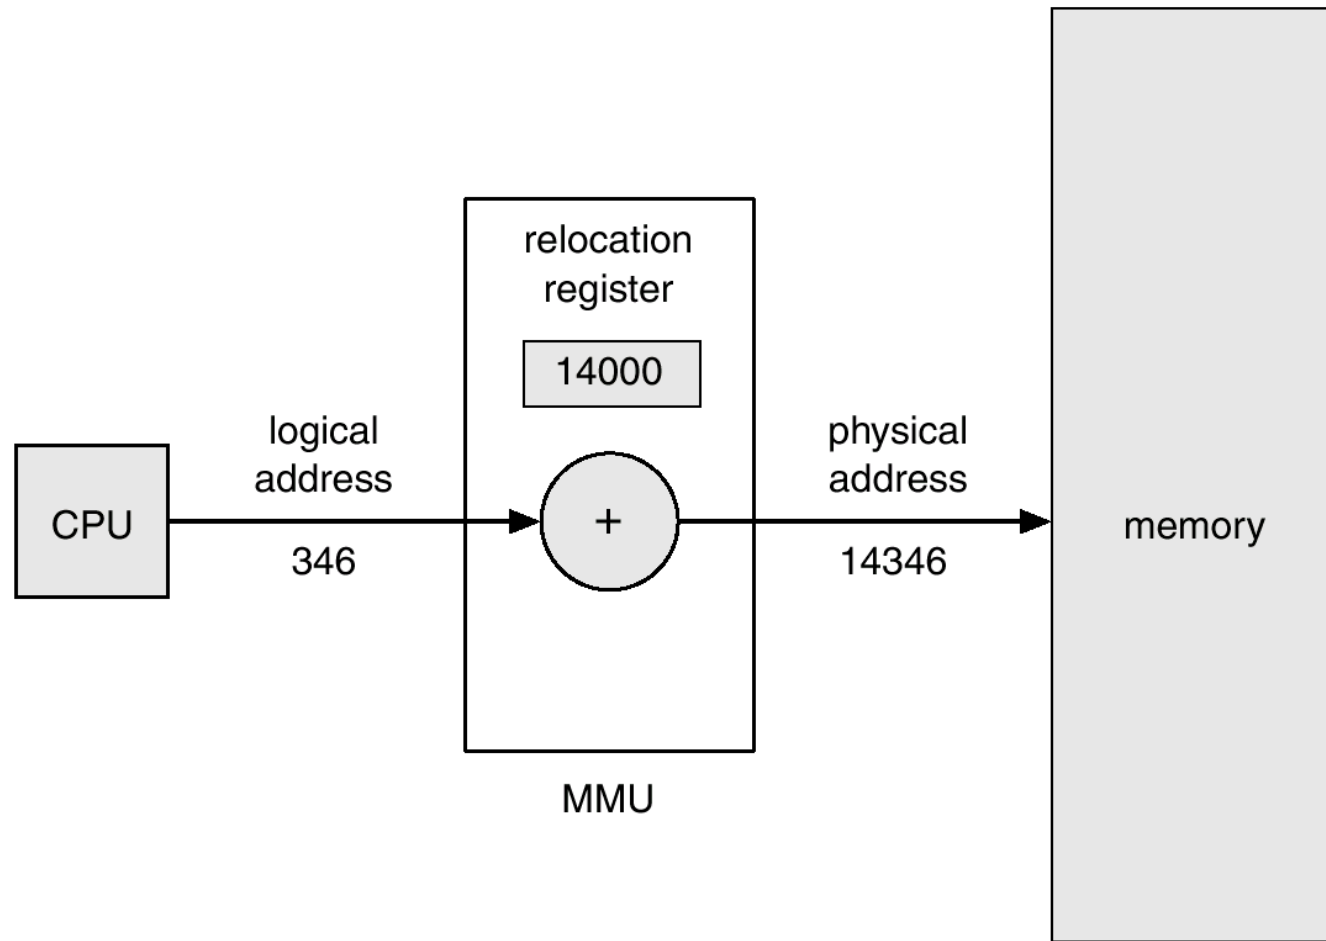 CPU
logical
address
346
relocation
register
14000
+
MMU
physical
address
14346
memory